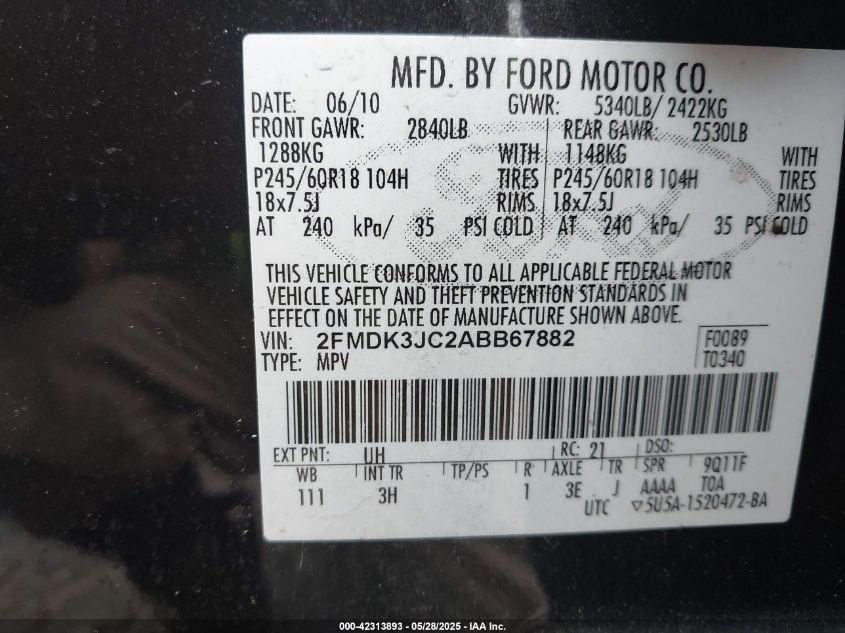 MFD. BY FORD MOTOR CO.
DATE: 06/10 GVWR: 5340LB/ 2422KG
FRONT GAWR: 2840LB REAR GAWR: 2530LB
1288KG WITH 1148KG WITH
P245/60R18 104H TIRES P245/60R18 104H TIRES
18x7.5J RIMS 18x7.5J RIMS
AT 240 kPa/ 35 PSI COLD AT 240 kPa/ 35 PSI COLD
THIS VEHICLE CONFORMS TO ALL APPLICABLE FEDERAL MOTOR
VEHICLE SAFETY AND THEFT PREVENTION STANDARDS IN
EFFECT ON THE DATE OF MANUFACTURE SHOWN ABOVE.
VIN: 2FMDK3JC2ABB67882 F0089
TYPE: MPV T0340
EXT PNT: UH RC: 21 DSO:
WB INT TR TP/PS R AXLE TR SPR 9Q11F
111 3H 1 3E J AAAA TOA
UTC ▽5U5A-1520472-BA
000-42313893 - 05/28/2025 - IAA Inc.